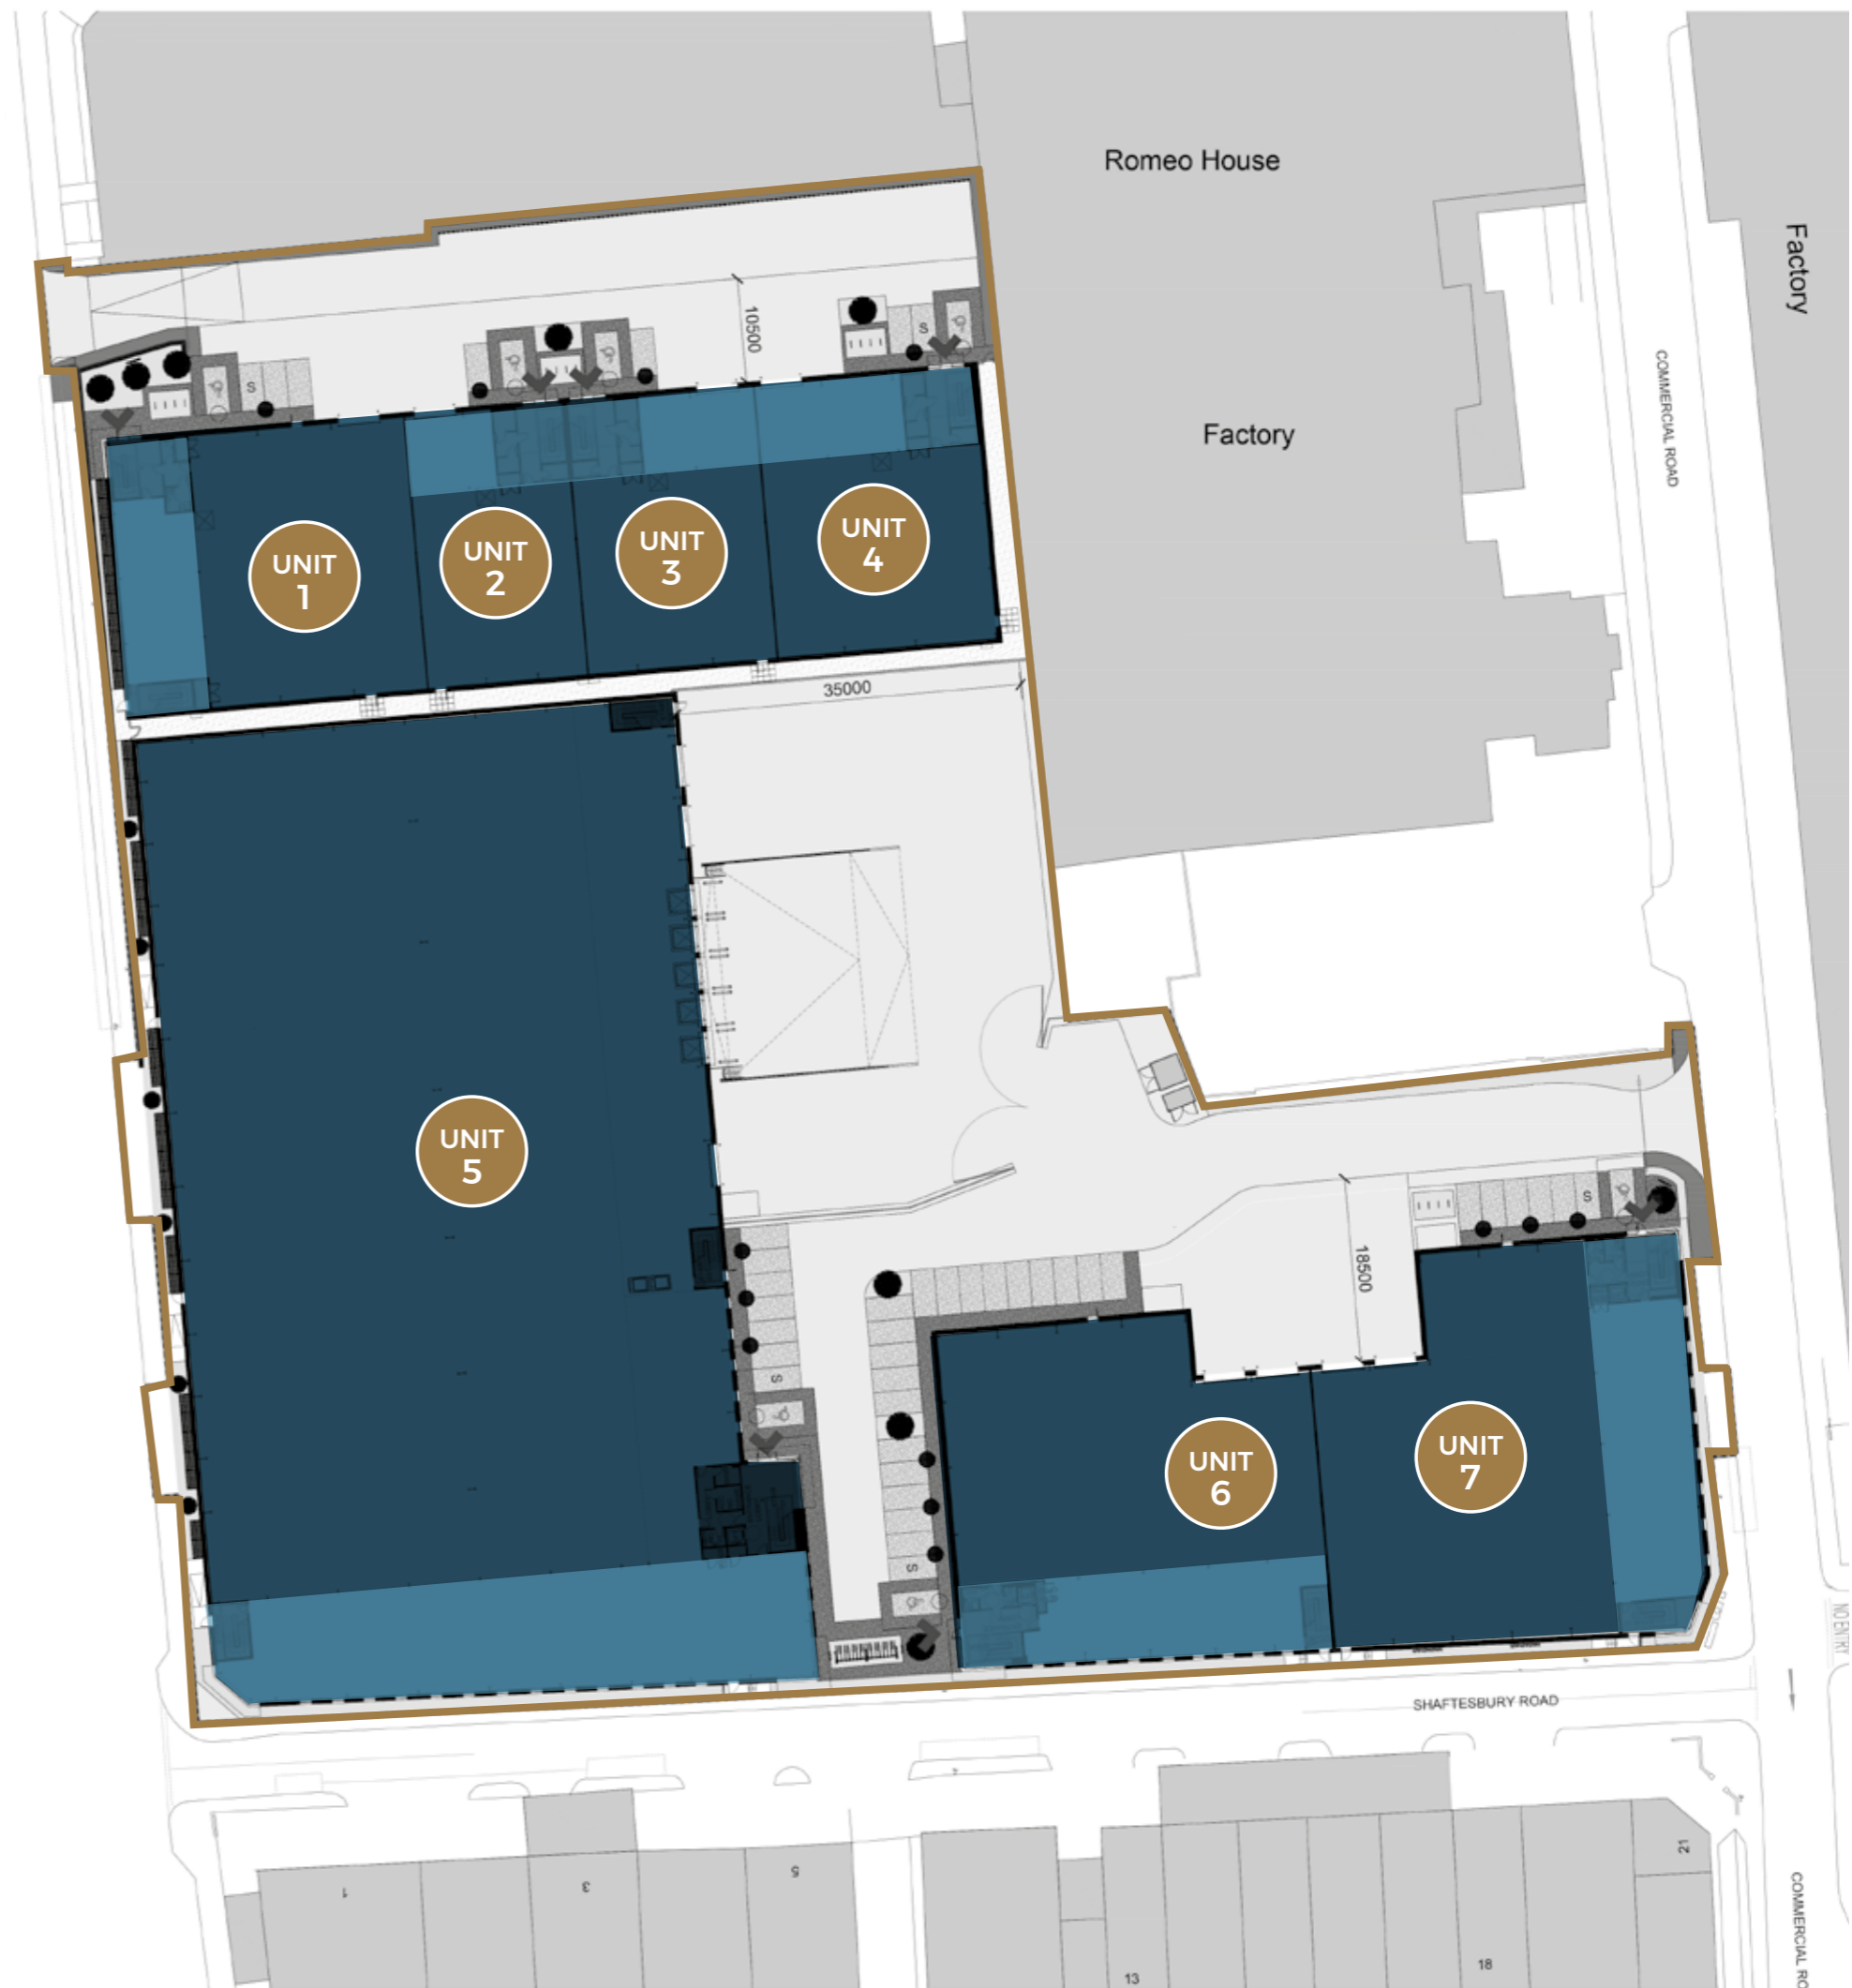 Romeo House
Factory
10500
S
S
COMMERCIAL ROAD
Factory
UNIT
1
UNIT
2
UNIT
3
UNIT
4
35000
UNIT
5
S
18500
S
UNIT
6
UNIT
7
S
NO ENTRY
SHAFTESBURY ROAD
1
3
5
21
COMMERCIAL RO
13
18